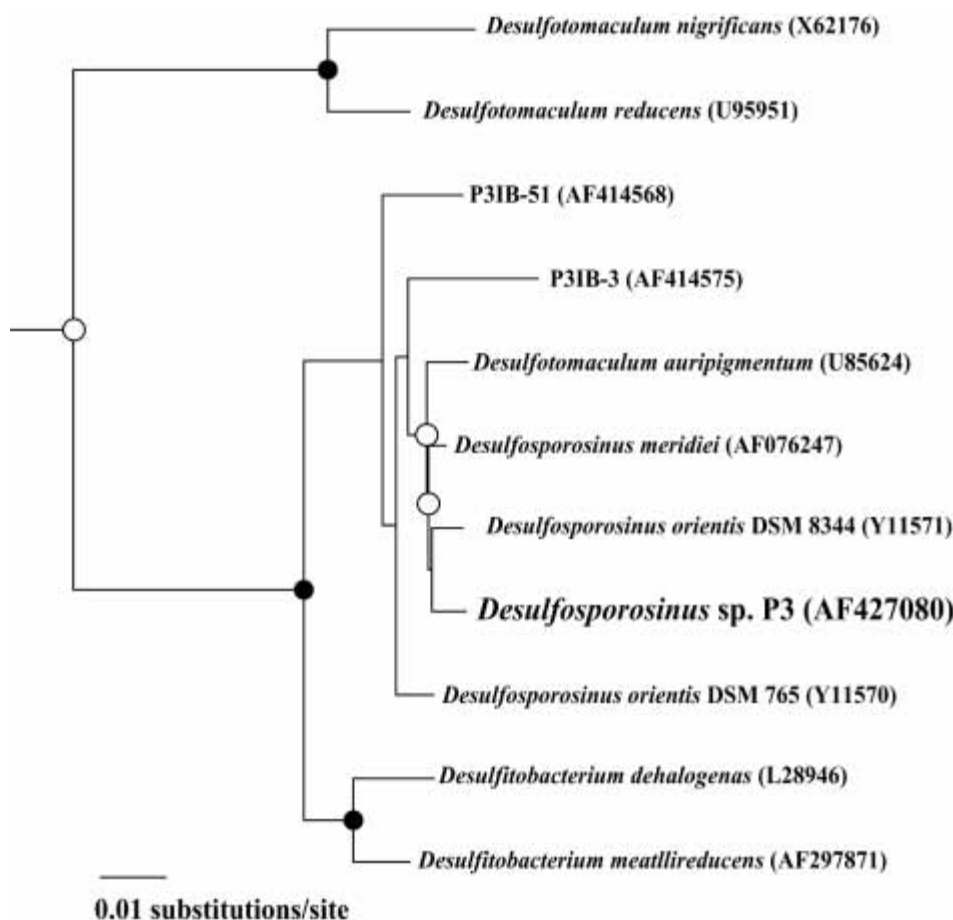 Desulfotomaculum nigrificans (X62176)
Desulfotomaculum reducens (U95951)
P3IB-51 (AF414568)
P3IB-3 (AF414575)
Desulfotomaculum auripigmentum (U85624)
Desulfosporosinus meridiei (AF076247)
Desulfosporosinus orientis DSM 8344 (Y11571)
Desulfosporosinus sp. P3 (AF427080)
Desulfosporosinus orientis DSM 765 (Y11570)
Desulfitobacterium dehalogenas (L28946)
Desulfitobacterium meatllireducens (AF297871)
0.01 substitutions/site